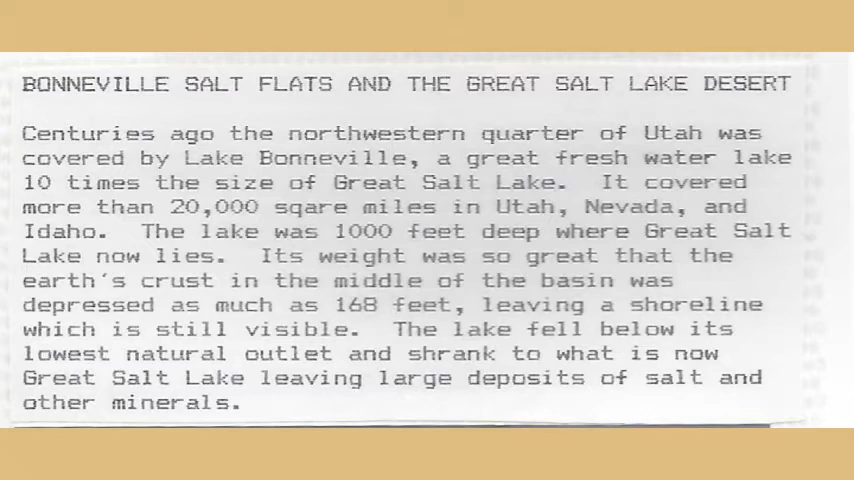 BONNEVILLE SALT FLATS AND THE GREAT SALT LAKE DESERT
Centuries ago the northwestern quarter of Utah was
covered by Lake Bonneville, a great fresh water lake
10 times the size of Great Salt Lake.  It covered
more than 20,000 sqare miles in Utah, Nevada, and
Idaho.  The lake was 1000 feet deep where Great Salt
Lake now lies.  Its weight was so great that the
earth's crust in the middle of the basin was
depressed as much as 168 feet, leaving a shoreline
which is still visible.  The lake fell below its
lowest natural outlet and shrank to what is now
Great Salt Lake leaving large deposits of salt and
other minerals.